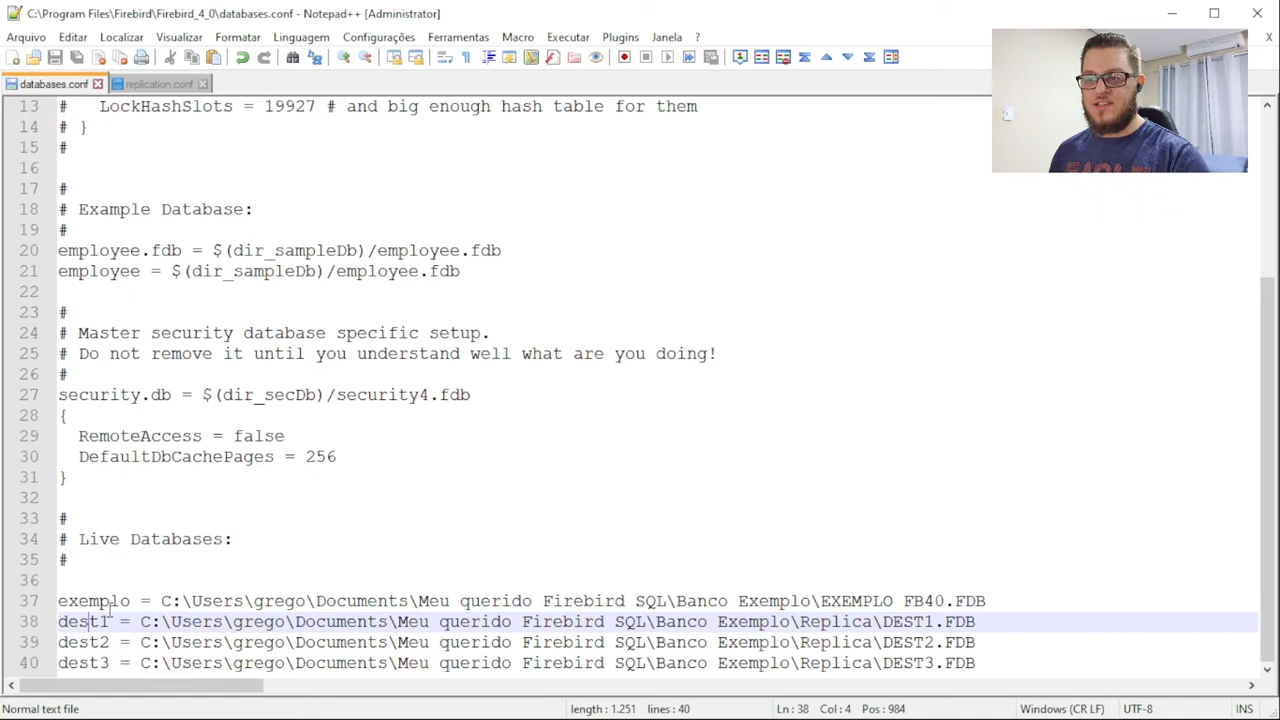 C:\Program Files\Firebird\Firebird_4_0\databases.conf - Notepad++ [Administrator]
Arquivo Editar Localizar Visualizar Formatar Linguagem Configurações Ferramentas Macro Executar Plugins Janela ? X
databases.conf replication.conf
13 #   LockHashSlots = 19927 # and big enough hash table for them
14 # }
15 #
16
17 #
18 # Example Database:
19 #
20 employee.fdb = $(dir_sampleDb)/employee.fdb
21 employee = $(dir_sampleDb)/employee.fdb
22
23 #
24 # Master security database specific setup.
25 # Do not remove it until you understand well what are you doing!
26 #
27 security.db = $(dir_secDb)/security4.fdb
28 {
29   RemoteAccess = false
30   DefaultDbCachePages = 256
31 }
32
33 #
34 # Live Databases:
35 #
36
37 exemplo = C:\Users\grego\Documents\Meu querido Firebird SQL\Banco Exemplo\EXEMPLO FB40.FDB
38 dest1 = C:\Users\grego\Documents\Meu querido Firebird SQL\Banco Exemplo\Replica\DEST1.FDB
39 dest2 = C:\Users\grego\Documents\Meu querido Firebird SQL\Banco Exemplo\Replica\DEST2.FDB
40 dest3 = C:\Users\grego\Documents\Meu querido Firebird SQL\Banco Exemplo\Replica\DEST3.FDB
Normal text file length : 1.251 lines : 40 Ln : 38 Col : 4 Pos : 984 Windows (CR LF) UTF-8 INS